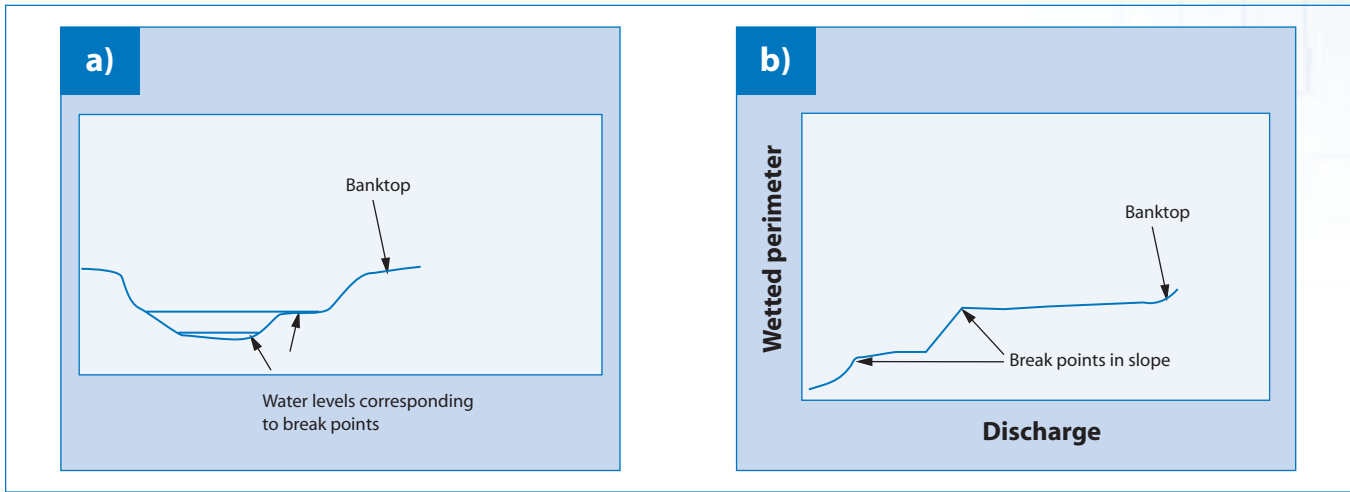 a)
Banktop
Water levels corresponding
to break points
b)
Wetted perimeter
Banktop
Break points in slope
Discharge